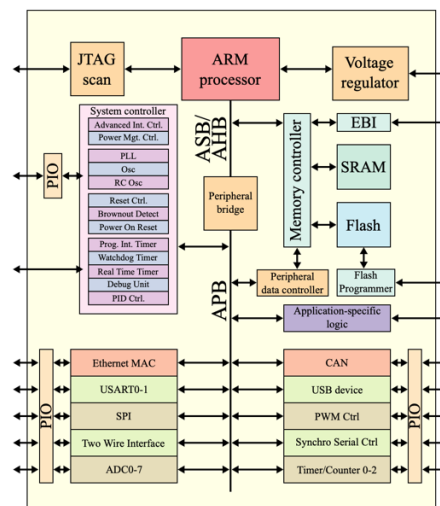 JTAG
scan
ARM
processor
Voltage
regulator
System controller
Advanced Int. Ctrl.
Power Mgt. Ctrl.
PLL
Osc
RC Osc
Reset Ctrl.
Brownout Detect
Power On Reset
Prog. Int. Timer
Watchdog Timer
Real Time Timer
Debug Unit
PID Ctrl.
PIO
ASB/
AHB
Peripheral
bridge
APB
Memory controller
EBI
SRAM
Flash
Peripheral
data controller
Flash
Programmer
Application-specific
logic
PIO
Ethernet MAC
USART0-1
SPI
Two Wire Interface
ADC0-7
CAN
USB device
PWM Ctrl
Synchro Serial Ctrl
Timer/Counter 0-2
PIO